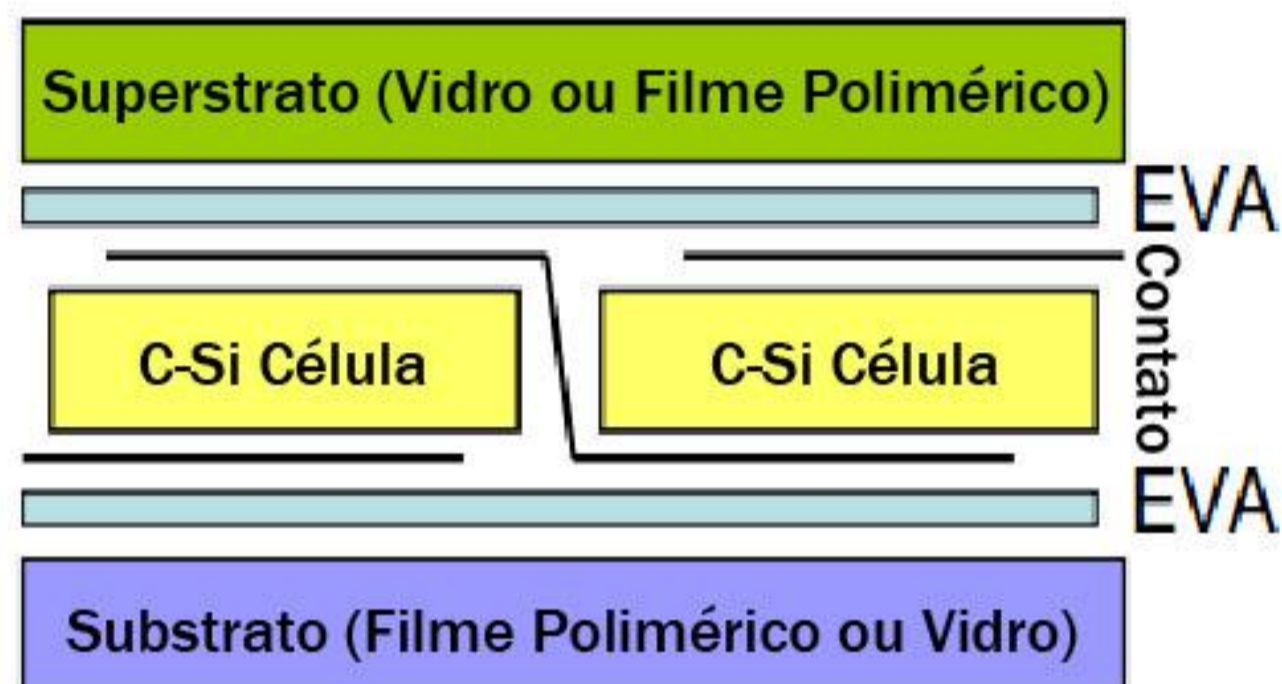 Superstrato (Vidro ou Filme Polimérico)
EVA
Contato
C-Si Célula
C-Si Célula
EVA
Substrato (Filme Polimérico ou Vidro)